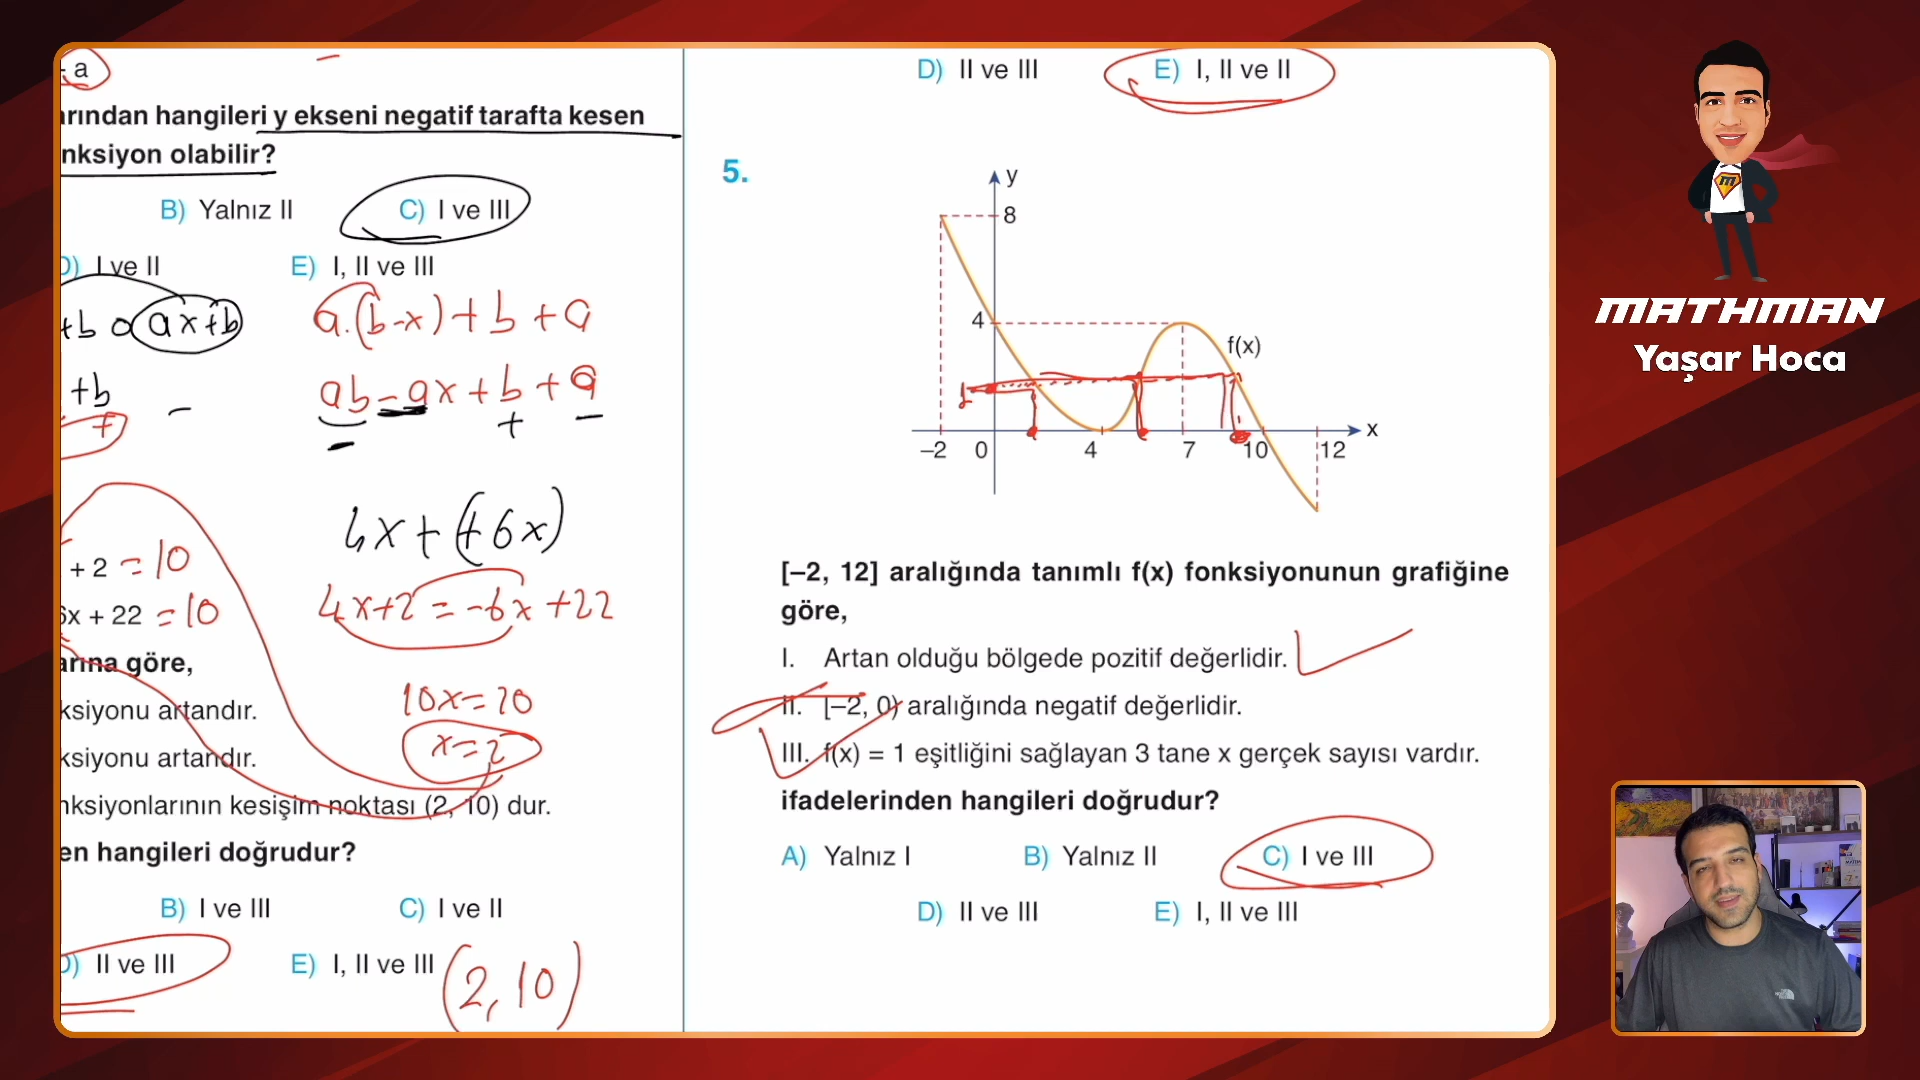 a
arından hangileri y ekseni negatif tarafta kesen
nksiyon olabilir?
B) Yalnız II
C) I ve III
D) I ve II
E) I, II ve III
+b
ax+b
a.(b-x)+b+a
+b
ab-ax+b+a
4x+(+6x)
+ 2 = 10
6x + 22 = 10
4x+2 = -6x +22
10x=20
x=2
arına göre,
ksiyonu artandır.
ksiyonu artandır.
nksiyonlarının kesişim noktası (2, 10) dur.
en hangileri doğrudur?
B) I ve III
C) I ve II
D) II ve III
E) I, II ve III
(2, 10)
D) II ve III
E) I, II ve II
5.
y
8
4
f(x)
1
x
–2 0 4 7 10 12
[–2, 12] aralığında tanımlı f(x) fonksiyonunun grafiğine
göre,
I. Artan olduğu bölgede pozitif değerlidir.
II. [–2, 0) aralığında negatif değerlidir.
III. f(x) = 1 eşitliğini sağlayan 3 tane x gerçek sayısı vardır.
ifadelerinden hangileri doğrudur?
A) Yalnız I
B) Yalnız II
C) I ve III
D) II ve III
E) I, II ve III
MATHMAN
Yaşar Hoca